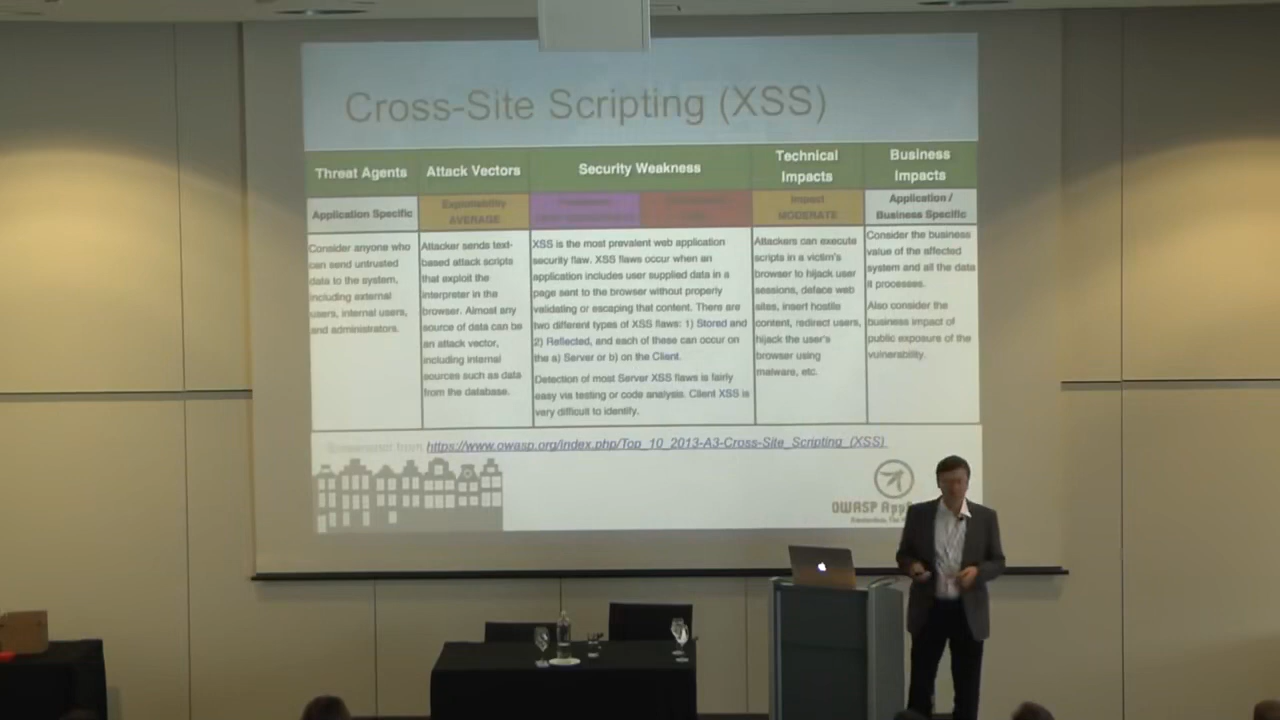 Cross-Site Scripting (XSS)
Threat Agents
Attack Vectors
Security Weakness
Technical
Impacts
Business
Impacts
Application Specific
Exploitability
AVERAGE
Impact
MODERATE
Application /
Business Specific
Consider anyone who
can send untrusted
data to the system,
including external
users, internal users,
and administrators.
Attacker sends text-
based attack scripts
that exploit the
interpreter in the
browser. Almost any
source of data can be
an attack vector,
including internal
sources such as data
from the database.
XSS is the most prevalent web application
security flaw. XSS flaws occur when an
application includes user supplied data in a
page sent to the browser without properly
validating or escaping that content. There are
two different types of XSS flaws: 1) Stored and
2) Reflected, and each of these can occur on
the a) Server or b) on the Client.
Detection of most Server XSS flaws is fairly
easy via testing or code analysis. Client XSS is
very difficult to identify.
Attackers can execute
scripts in a victim's
browser to hijack user
sessions, deface web
sites, insert hostile
content, redirect users,
hijack the user's
browser using
malware, etc.
Consider the business
value of the affected
system and all the data
it processes.
Also consider the
business impact of
public exposure of the
vulnerability.
from https://www.owasp.org/index.php/Top_10_2013-A3-Cross-Site_Scripting_(XSS)
OWASP App